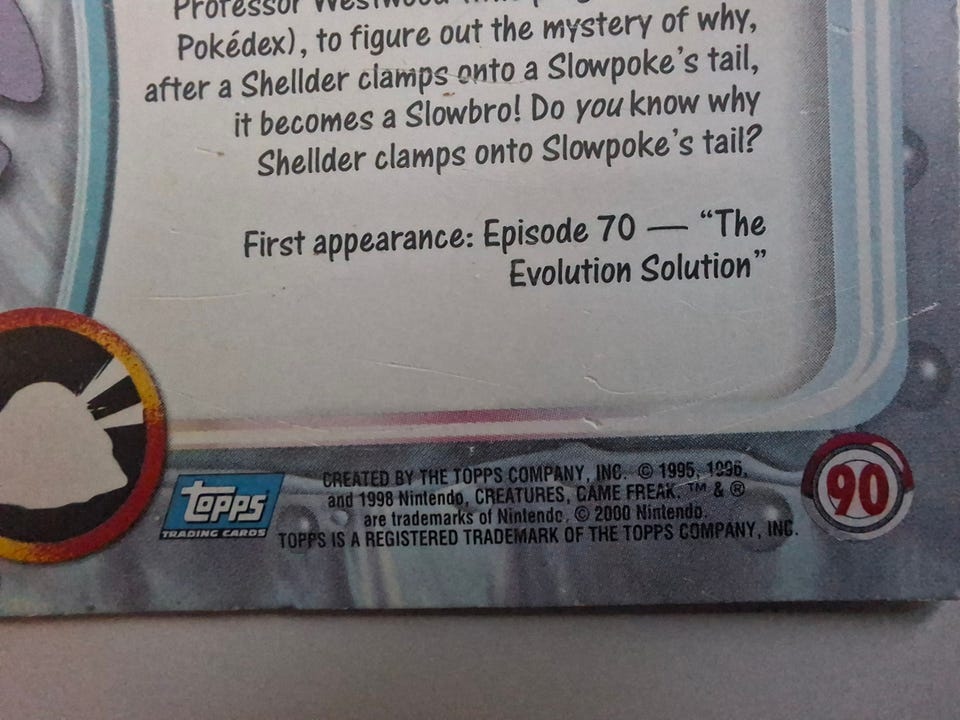 Professor Westwood
Pokédex), to figure out the mystery of why,
after a Shellder clamps onto a Slowpoke's tail,
it becomes a Slowbro! Do you know why
Shellder clamps onto Slowpoke's tail?
First appearance: Episode 70 — "The
Evolution Solution"
topps
TRADING CARDS
CREATED BY THE TOPPS COMPANY, INC. © 1995, 1996,
and 1998 Nintendo, CREATURES, GAME FREAK. ™ & ®
are trademarks of Nintendo. © 2000 Nintendo.
TOPPS IS A REGISTERED TRADEMARK OF THE TOPPS COMPANY, INC.
90